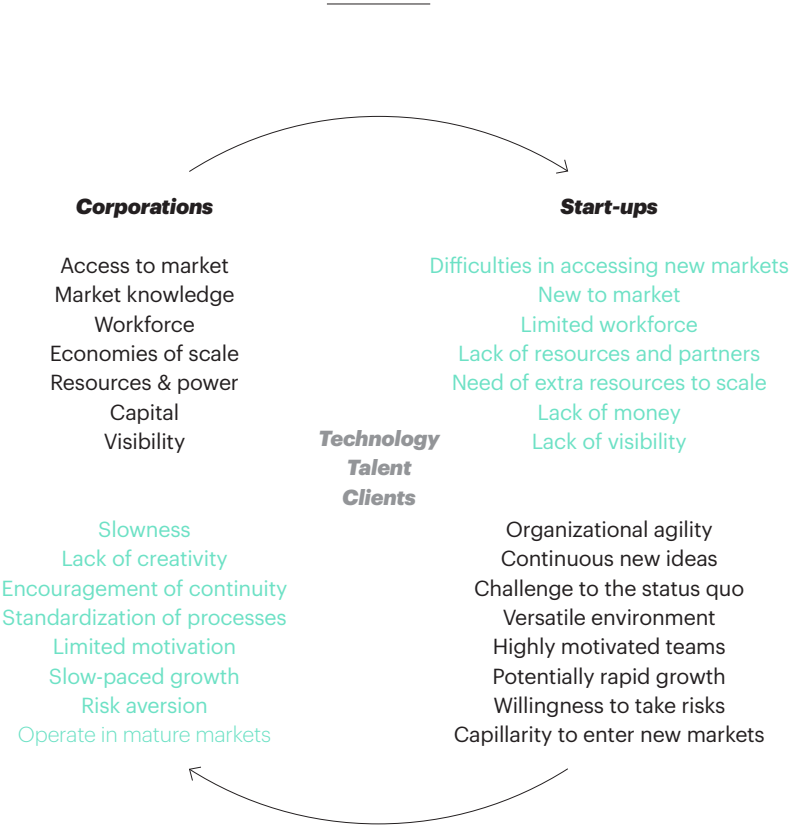 Corporations
Access to market
Market knowledge
Workforce
Economies of scale
Resources & power
Capital
Visibility
Slowness
Lack of creativity
Encouragement of continuity
Standardization of processes
Limited motivation
Slow-paced growth
Risk aversion
Operate in mature markets
Technology
Talent
Clients
Start-ups
Difficulties in accessing new markets
New to market
Limited workforce
Lack of resources and partners
Need of extra resources to scale
Lack of money
Lack of visibility
Organizational agility
Continuous new ideas
Challenge to the status quo
Versatile environment
Highly motivated teams
Potentially rapid growth
Willingness to take risks
Capillarity to enter new markets